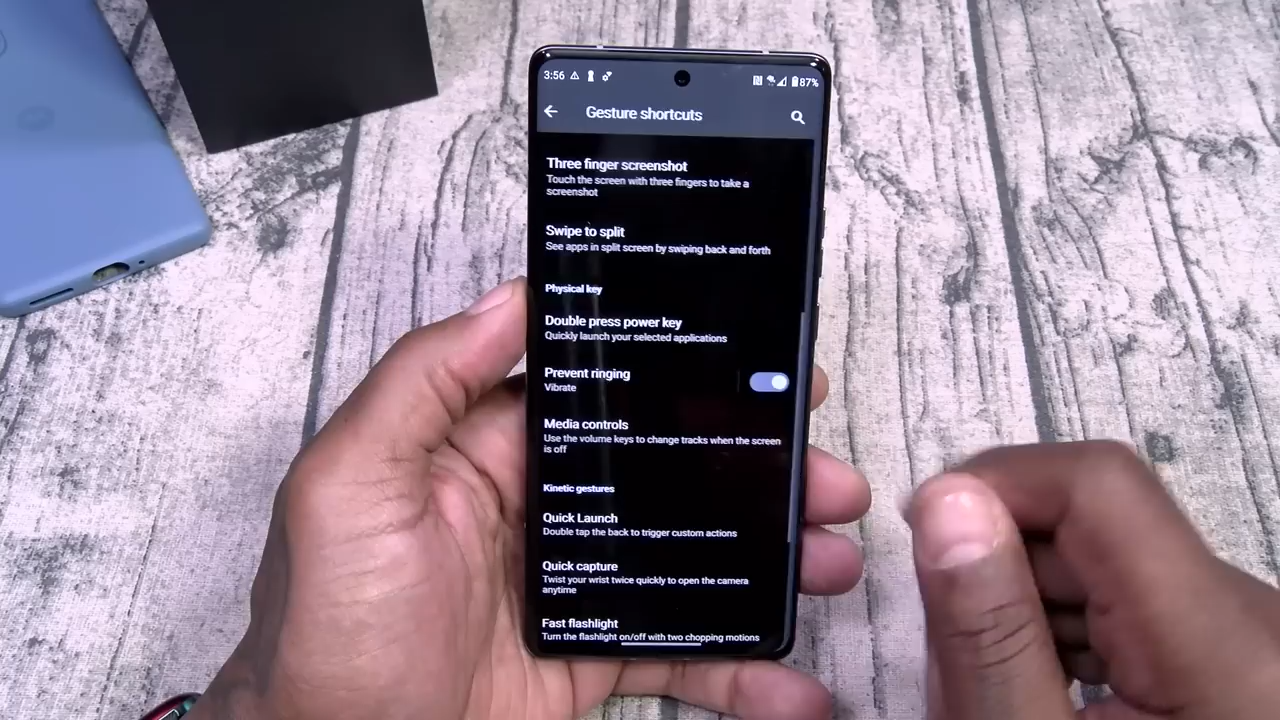 3:56
87%
Gesture shortcuts
Three finger screenshot
Touch the screen with three fingers to take a
screenshot
Swipe to split
See apps in split screen by swiping back and forth
Physical key
Double press power key
Quickly launch your selected applications
Prevent ringing
Vibrate
Media controls
Use the volume keys to change tracks when the screen
is off
Kinetic gestures
Quick Launch
Double tap the back to trigger custom actions
Quick capture
Twist your wrist twice quickly to open the camera
anytime
Fast flashlight
Turn the flashlight on/off with two chopping motions